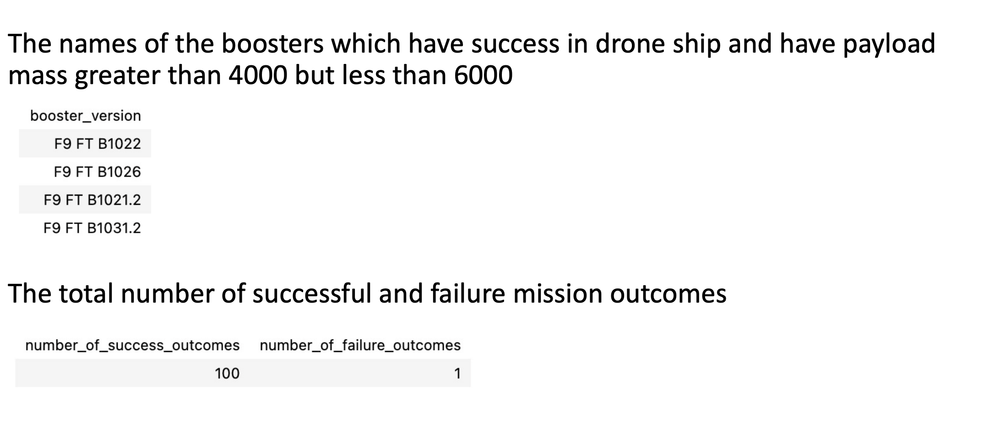 The names of the boosters which have success in drone ship and have payload
mass greater than 4000 but less than 6000
booster_version
F9 FT B1022
F9 FT B1026
F9 FT B1021.2
F9 FT B1031.2
The total number of successful and failure mission outcomes
number_of_success_outcomes number_of_failure_outcomes
100 1